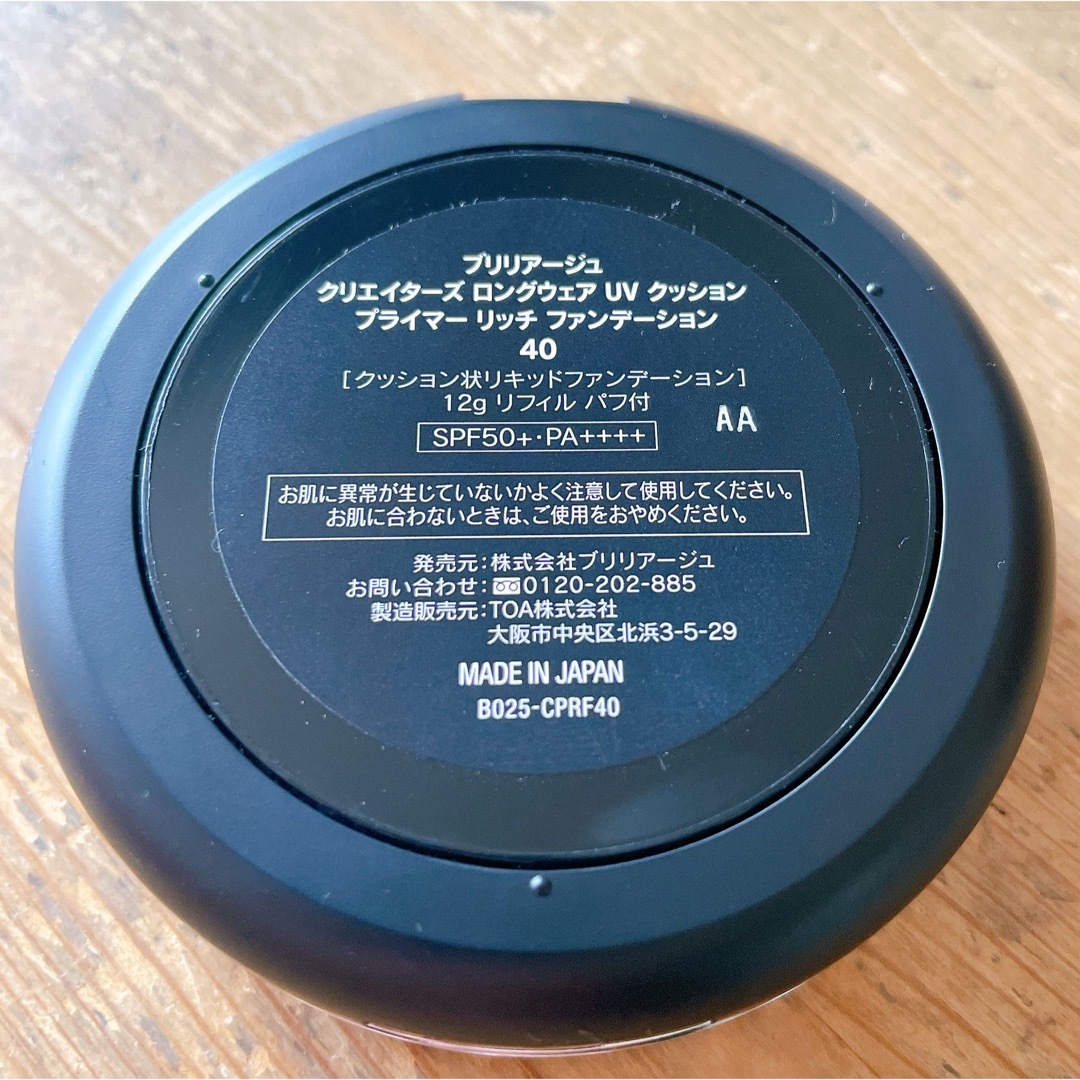 ブリリアージュ
クリエイターズ ロングウェア UV クッション
プライマー リッチ ファンデーション
40
[クッション状リキッドファンデーション]
12g リフィル パフ付
AA
SPF50+・PA++++
お肌に異常が生じていないかよく注意して使用してください。
お肌に合わないときは、ご使用をおやめください。
発売元：株式会社ブリリアージュ
お問い合わせ：0120-202-885
製造販売元：TOA株式会社
大阪市中央区北浜3-5-29
MADE IN JAPAN
B025-CPRF40